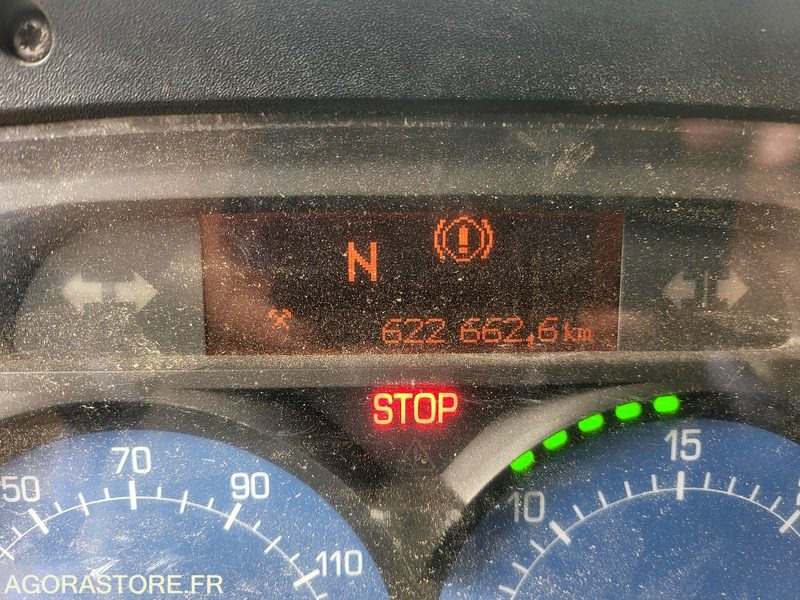 N
622 662,6 km
STOP
50 70 90 110
10 15
AGORASTORE.FR